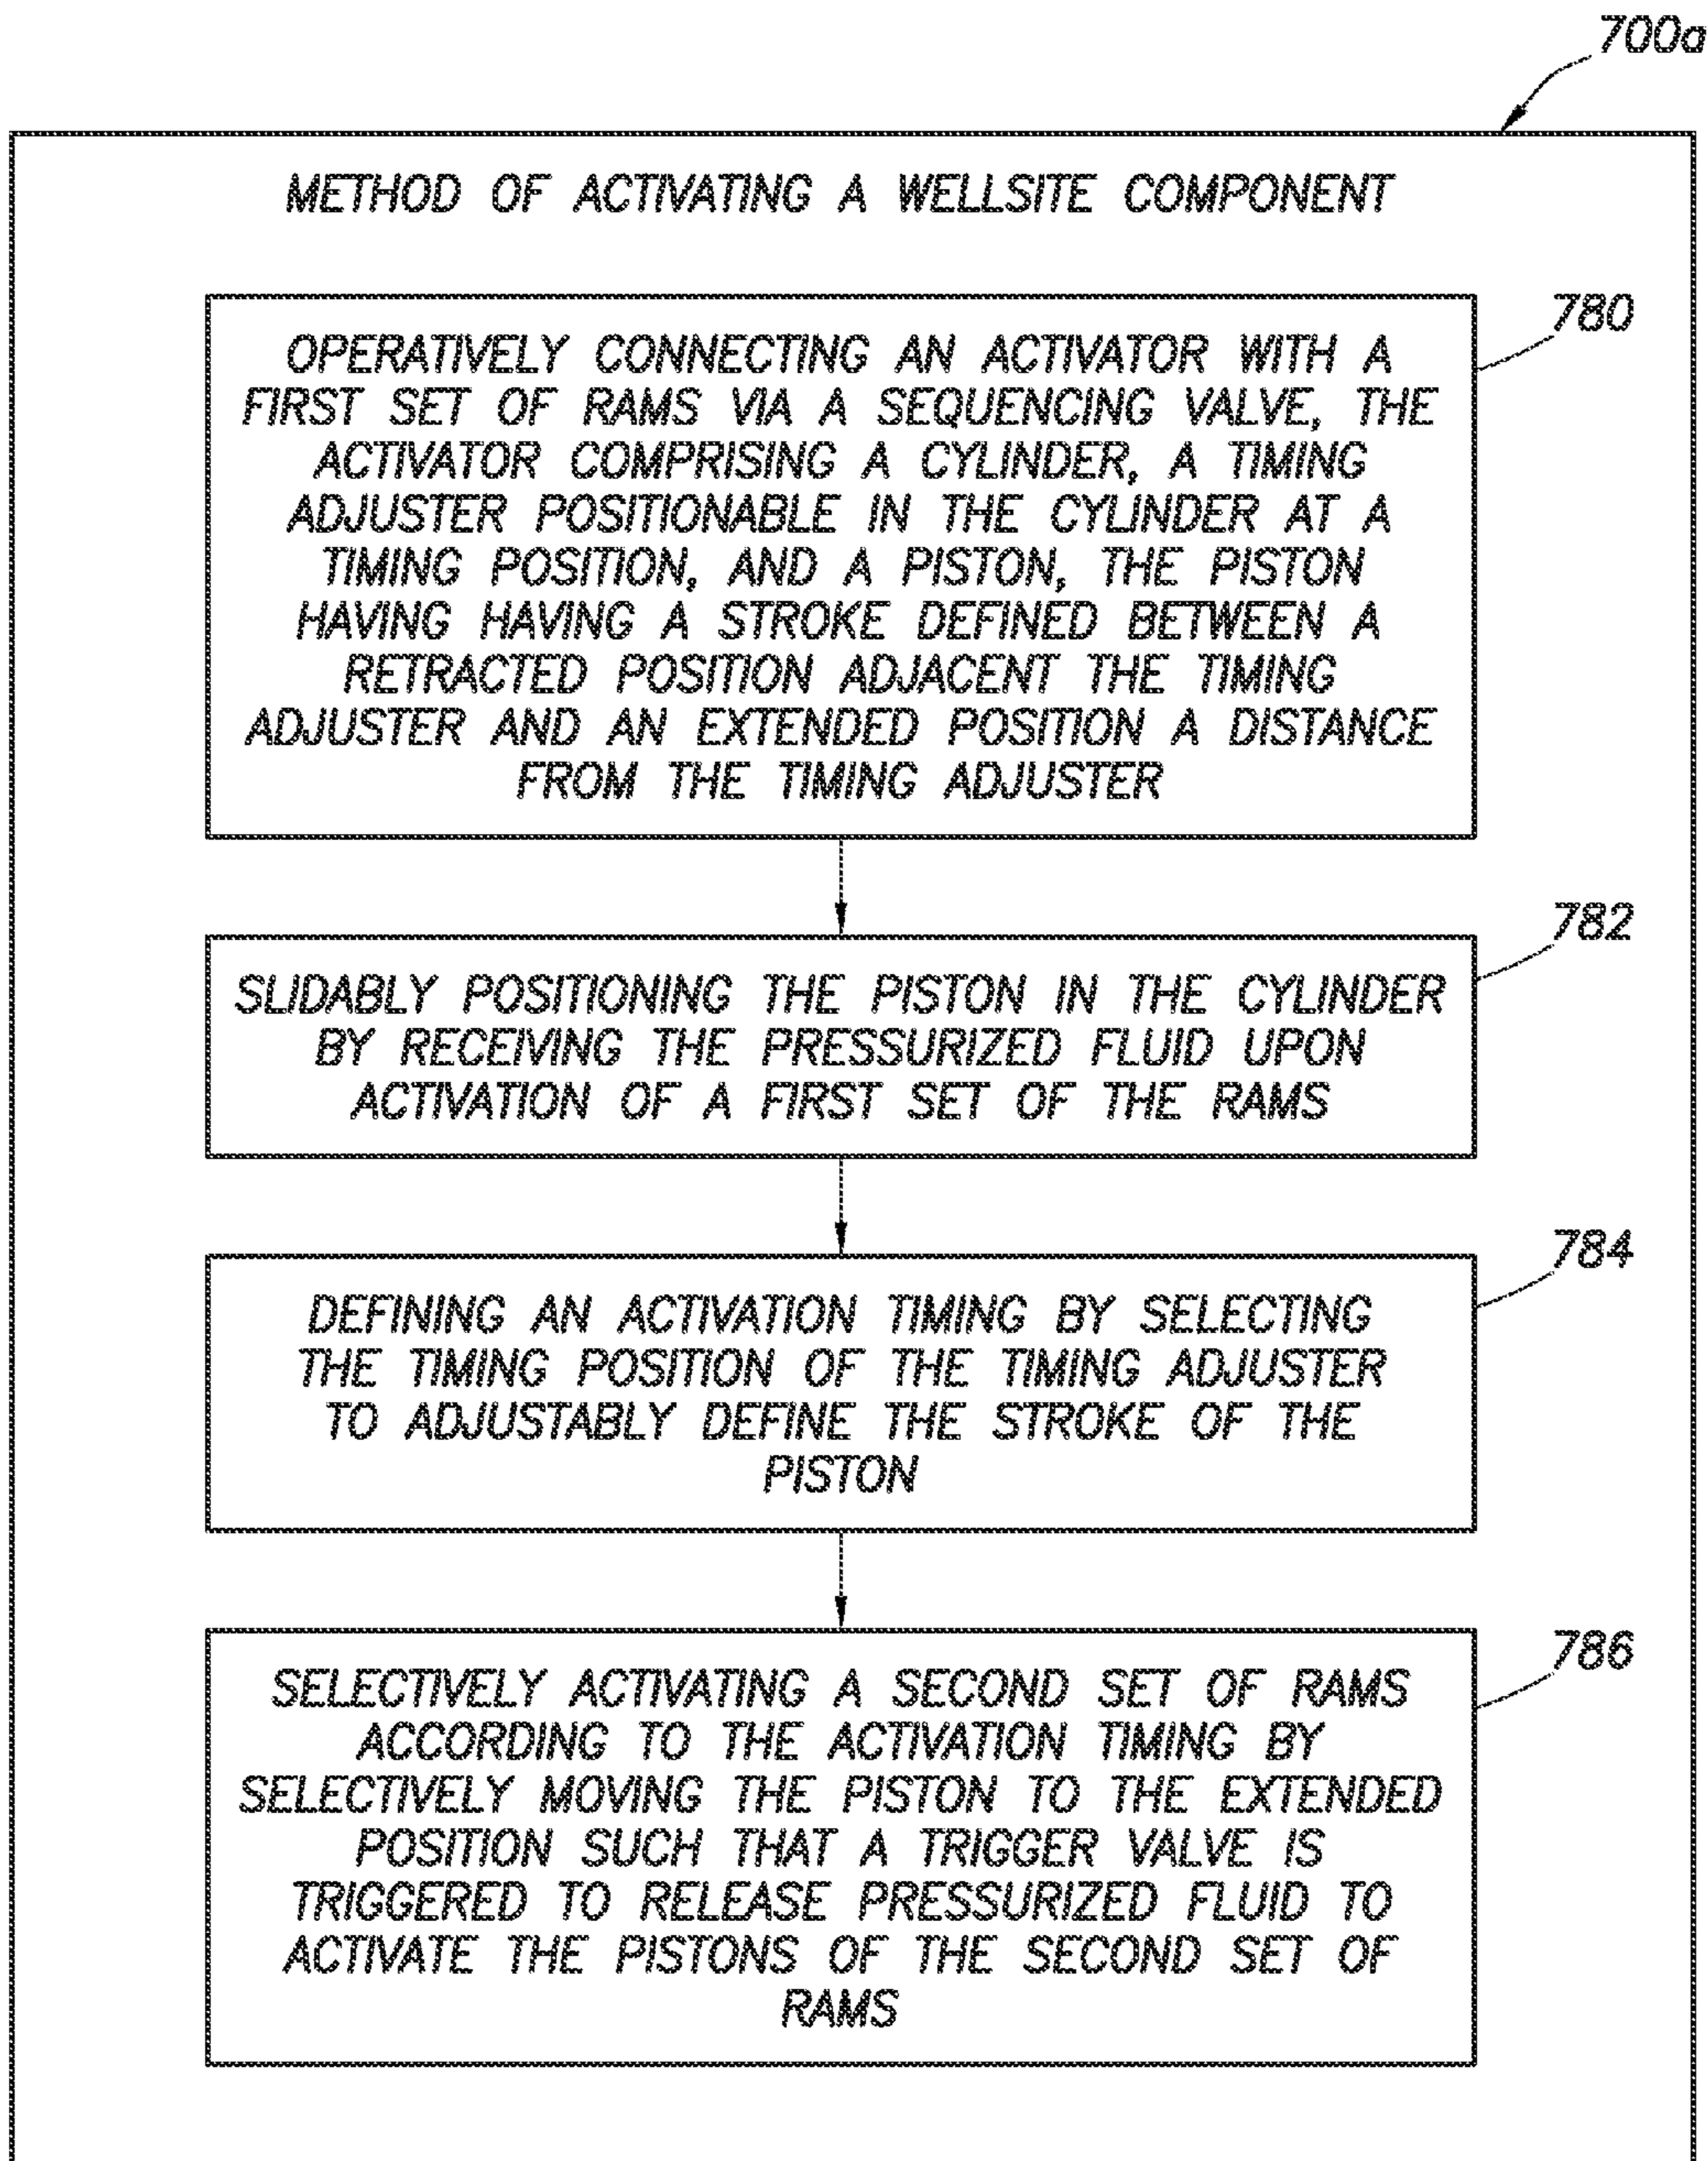 700a
METHOD OF ACTIVATING A WELLSITE COMPONENT
780
OPERATIVELY CONNECTING AN ACTIVATOR WITH A
FIRST SET OF RAMS VIA A SEQUENCING VALVE, THE
ACTIVATOR COMPRISING A CYLINDER, A TIMING
ADJUSTER POSITIONABLE IN THE CYLINDER AT A
TIMING POSITION, AND A PISTON, THE PISTON
HAVING HAVING A STROKE DEFINED BETWEEN A
RETRACTED POSITION ADJACENT THE TIMING
ADJUSTER AND AN EXTENDED POSITION A DISTANCE
FROM THE TIMING ADJUSTER
782
SLIDABLY POSITIONING THE PISTON IN THE CYLINDER
BY RECEIVING THE PRESSURIZED FLUID UPON
ACTIVATION OF A FIRST SET OF THE RAMS
784
DEFINING AN ACTIVATION TIMING BY SELECTING
THE TIMING POSITION OF THE TIMING ADJUSTER
TO ADJUSTABLY DEFINE THE STROKE OF THE
PISTON
786
SELECTIVELY ACTIVATING A SECOND SET OF RAMS
ACCORDING TO THE ACTIVATION TIMING BY
SELECTIVELY MOVING THE PISTON TO THE EXTENDED
POSITION SUCH THAT A TRIGGER VALVE IS
TRIGGERED TO RELEASE PRESSURIZED FLUID TO
ACTIVATE THE PISTONS OF THE SECOND SET OF
RAMS